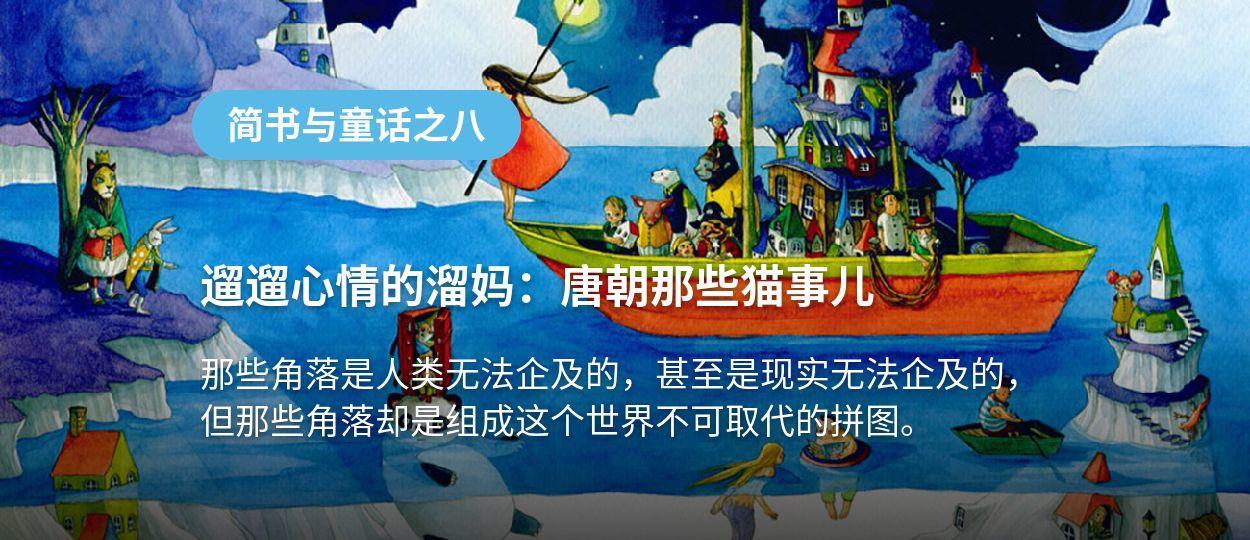 简书与童话之八
遛遛心情的溜妈：唐朝那些猫事儿
那些角落是人类无法企及的，甚至是现实无法企及的，
但那些角落却是组成这个世界不可取代的拼图。